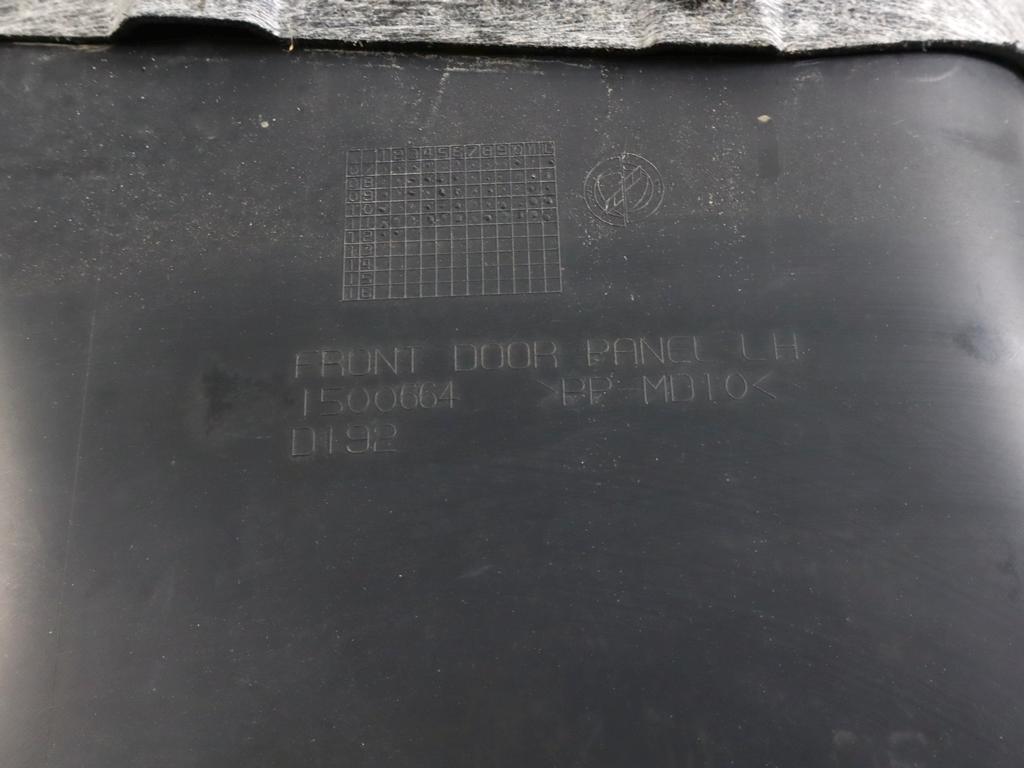 FRONT DOOR PANEL LH
1500664 >PP-MD10<
D192